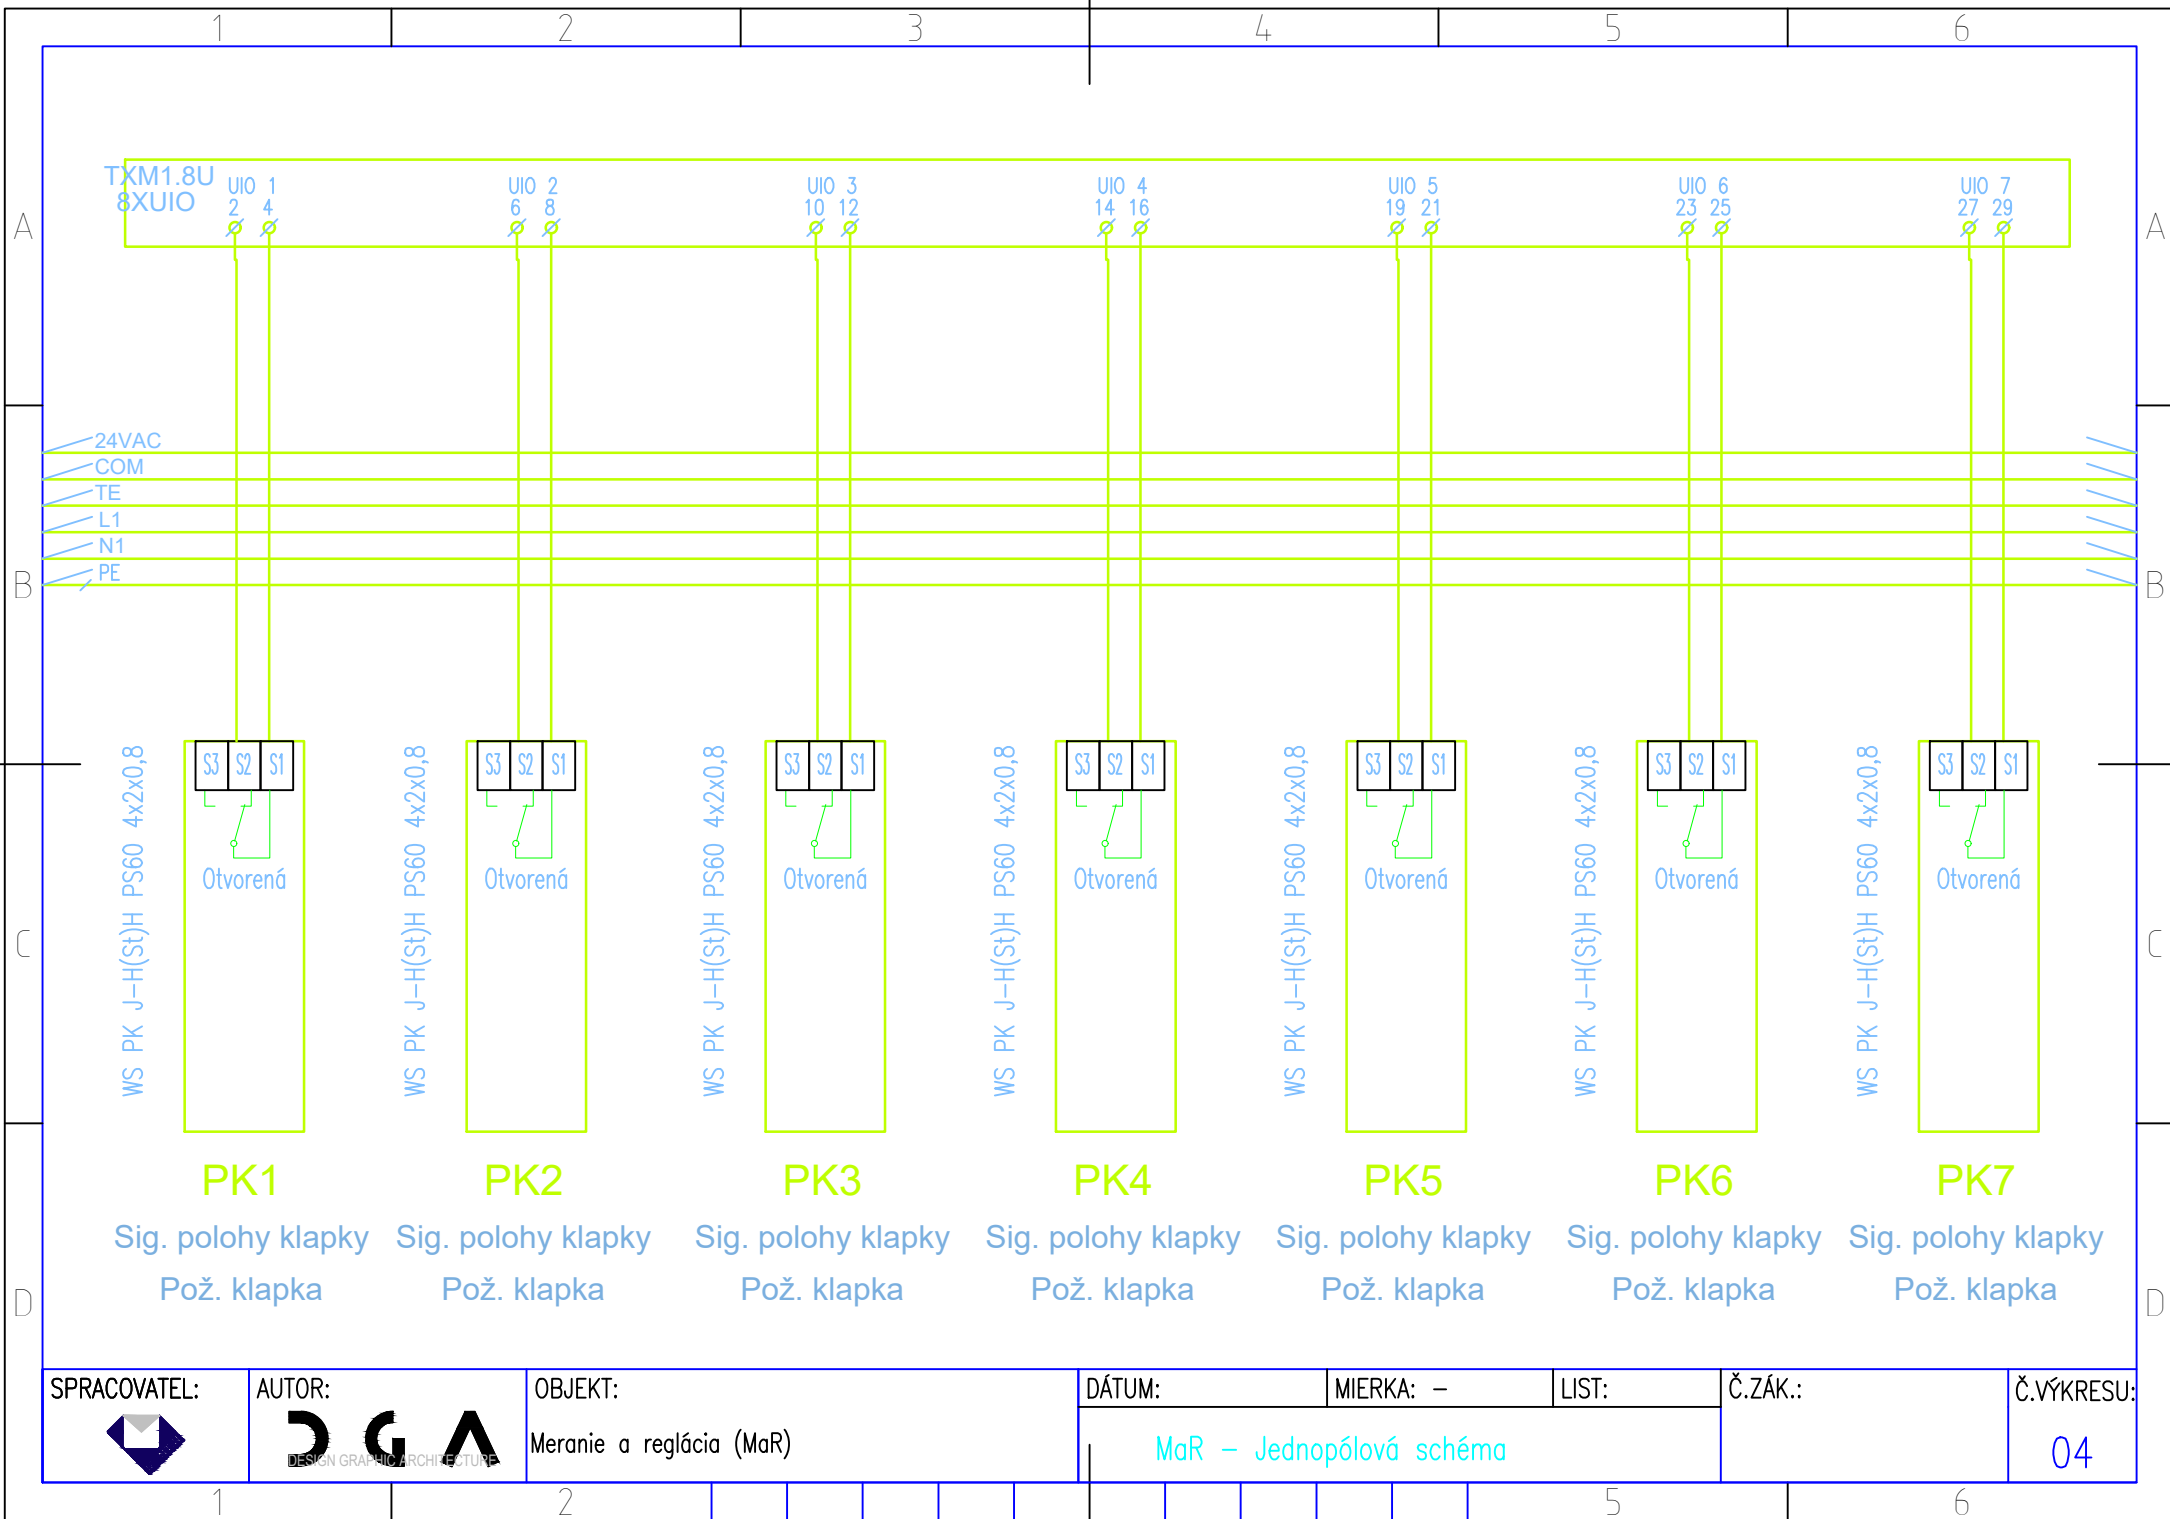 1 2 3 4 5 6
TXM1.8U
8XUIO
UIO 1 UIO 2 UIO 3 UIO 4 UIO 5 UIO 6 UIO 7
2 4 6 8 10 12 14 16 19 21 23 25 27 29
A A
24VAC
COM
TE
L1
N1
PE
B B
S3 S2 S1 S3 S2 S1 S3 S2 S1 S3 S2 S1 S3 S2 S1 S3 S2 S1 S3 S2 S1
Otvorená Otvorená Otvorená Otvorená Otvorená Otvorená Otvorená
WS PK J-H(St)H PS60 4x2x0,8
WS PK J-H(St)H PS60 4x2x0,8
WS PK J-H(St)H PS60 4x2x0,8
WS PK J-H(St)H PS60 4x2x0,8
WS PK J-H(St)H PS60 4x2x0,8
WS PK J-H(St)H PS60 4x2x0,8
WS PK J-H(St)H PS60 4x2x0,8
C C
PK1 PK2 PK3 PK4 PK5 PK6 PK7
Sig. polohy klapky Sig. polohy klapky Sig. polohy klapky Sig. polohy klapky Sig. polohy klapky Sig. polohy klapky Sig. polohy klapky
Pož. klapka Pož. klapka Pož. klapka Pož. klapka Pož. klapka Pož. klapka Pož. klapka
D D
SPRACOVATEL: AUTOR: OBJEKT: DÁTUM: MIERKA: – LIST: Č.ZÁK.: Č.VÝKRESU:
DGA
DESIGN GRAPHIC ARCHITECTURE
Meranie a reglácia (MaR)
MaR – Jednopólová schéma
04
1 2 5 6